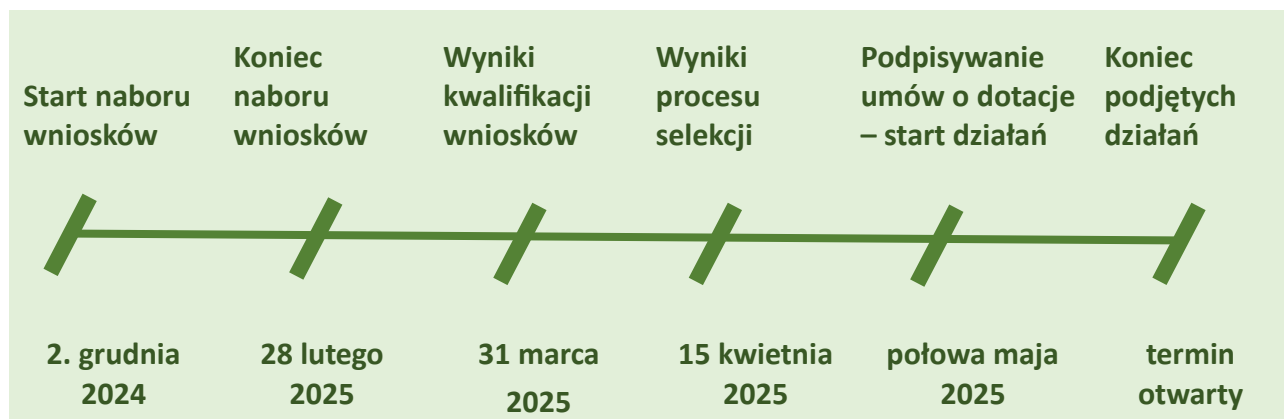 Start naboru
wniosków
Koniec
naboru
wniosków
Wyniki
kwalifikacji
wniosków
Wyniki
procesu
selekcji
Podpisywanie
umów o dotacje
– start działań
Koniec
podjętych
działań
2. grudnia
2024
28 lutego
2025
31 marca
2025
15 kwietnia
2025
połowa maja
2025
termin
otwarty